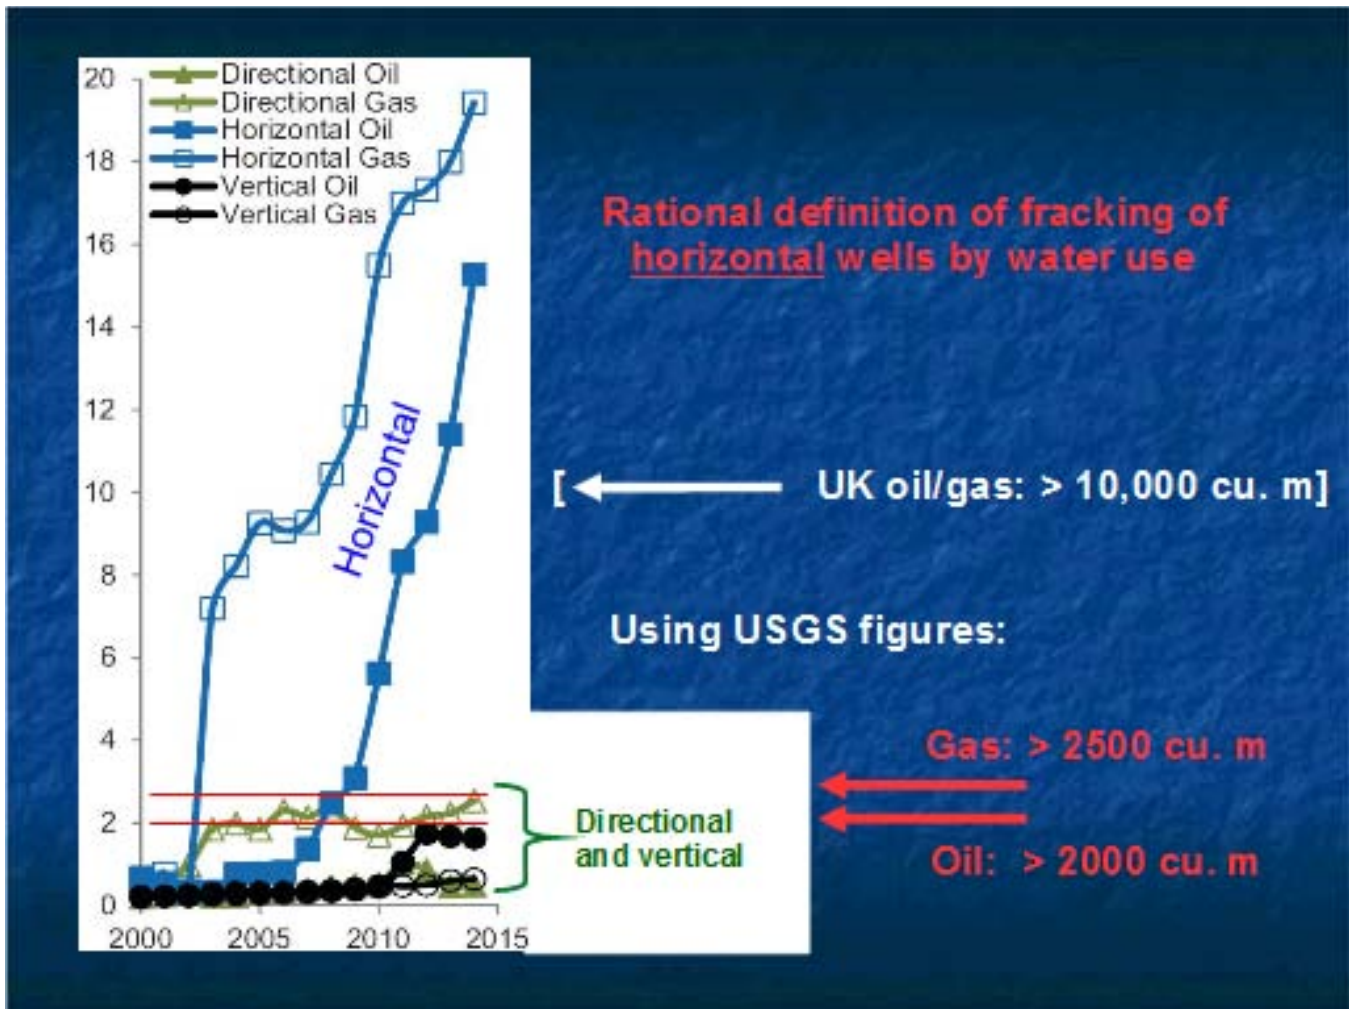 Directional Oil
Directional Gas
Horizontal Oil
Horizontal Gas
Vertical Oil
Vertical Gas
20
18
16
14
12
10
8
6
4
2
0
2000 2005 2010 2015
Horizontal
Rational definition of fracking of
horizontal wells by water use
[ UK oil/gas: > 10,000 cu. m]
Using USGS figures:
Gas: > 2500 cu. m
Oil: > 2000 cu. m
Directional
and vertical